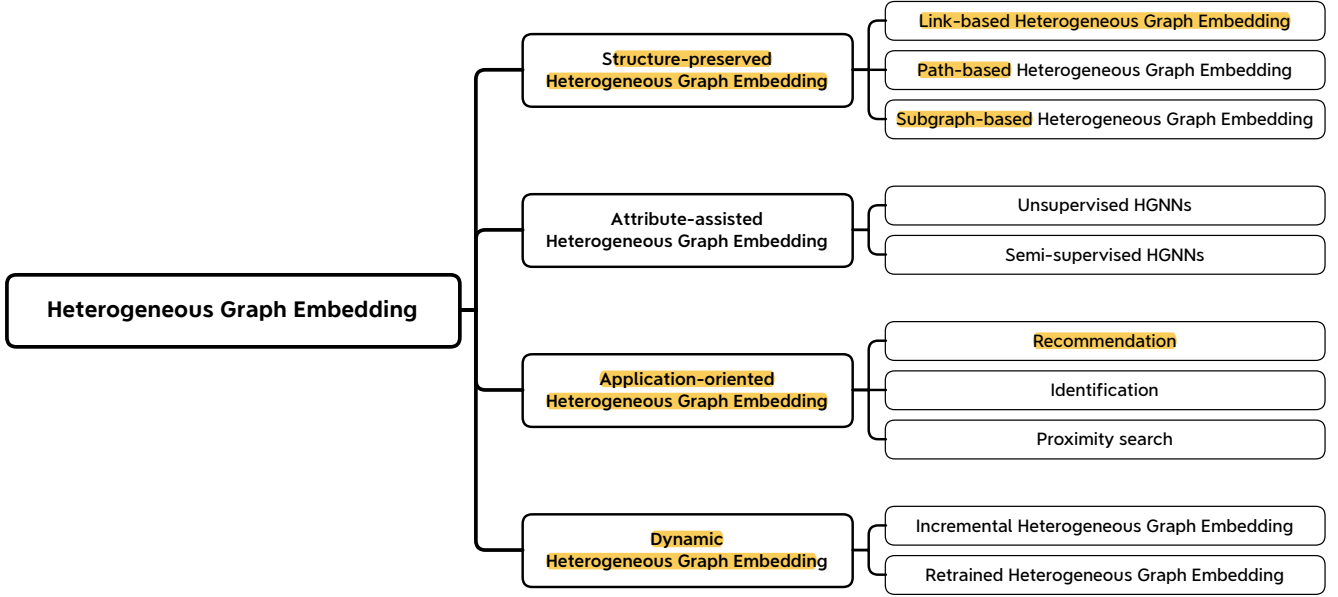 Heterogeneous Graph Embedding
Structure-preserved
Heterogeneous Graph Embedding
Link-based Heterogeneous Graph Embedding
Path-based Heterogeneous Graph Embedding
Subgraph-based Heterogeneous Graph Embedding
Attribute-assisted
Heterogeneous Graph Embedding
Unsupervised HGNNs
Semi-supervised HGNNs
Application-oriented
Heterogeneous Graph Embedding
Recommendation
Identification
Proximity search
Dynamic
Heterogeneous Graph Embedding
Incremental Heterogeneous Graph Embedding
Retrained Heterogeneous Graph Embedding